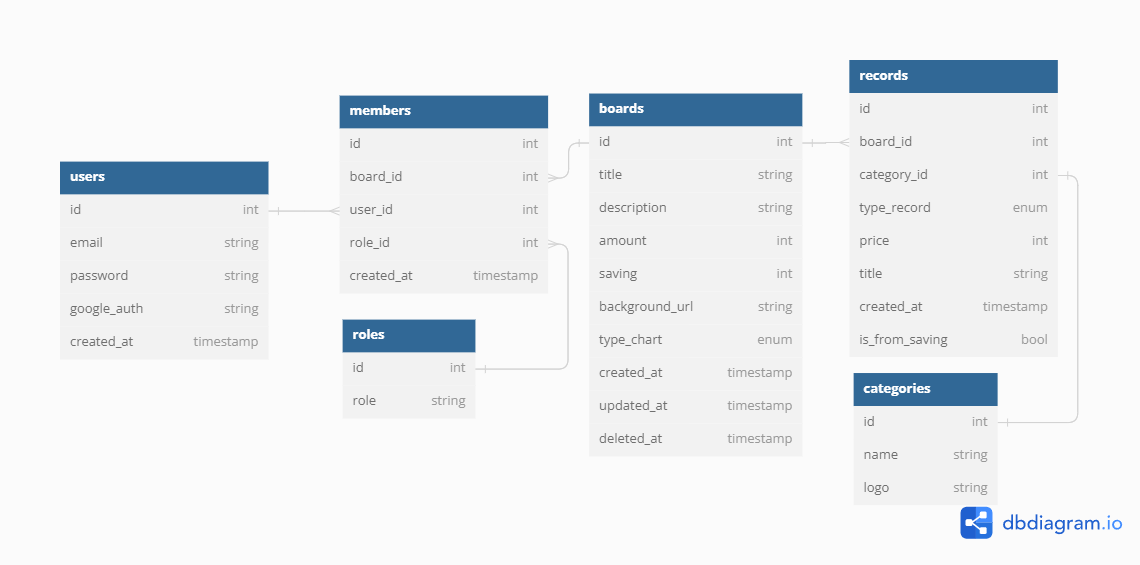 users
id int
email string
password string
google_auth string
created_at timestamp
members
id int
board_id int
user_id int
role_id int
created_at timestamp
roles
id int
role string
boards
id int
title string
description string
amount int
saving int
background_url string
type_chart enum
created_at timestamp
updated_at timestamp
deleted_at timestamp
records
id int
board_id int
category_id int
type_record enum
price int
title string
created_at timestamp
is_from_saving bool
categories
id int
name string
logo string
dbdiagram.io